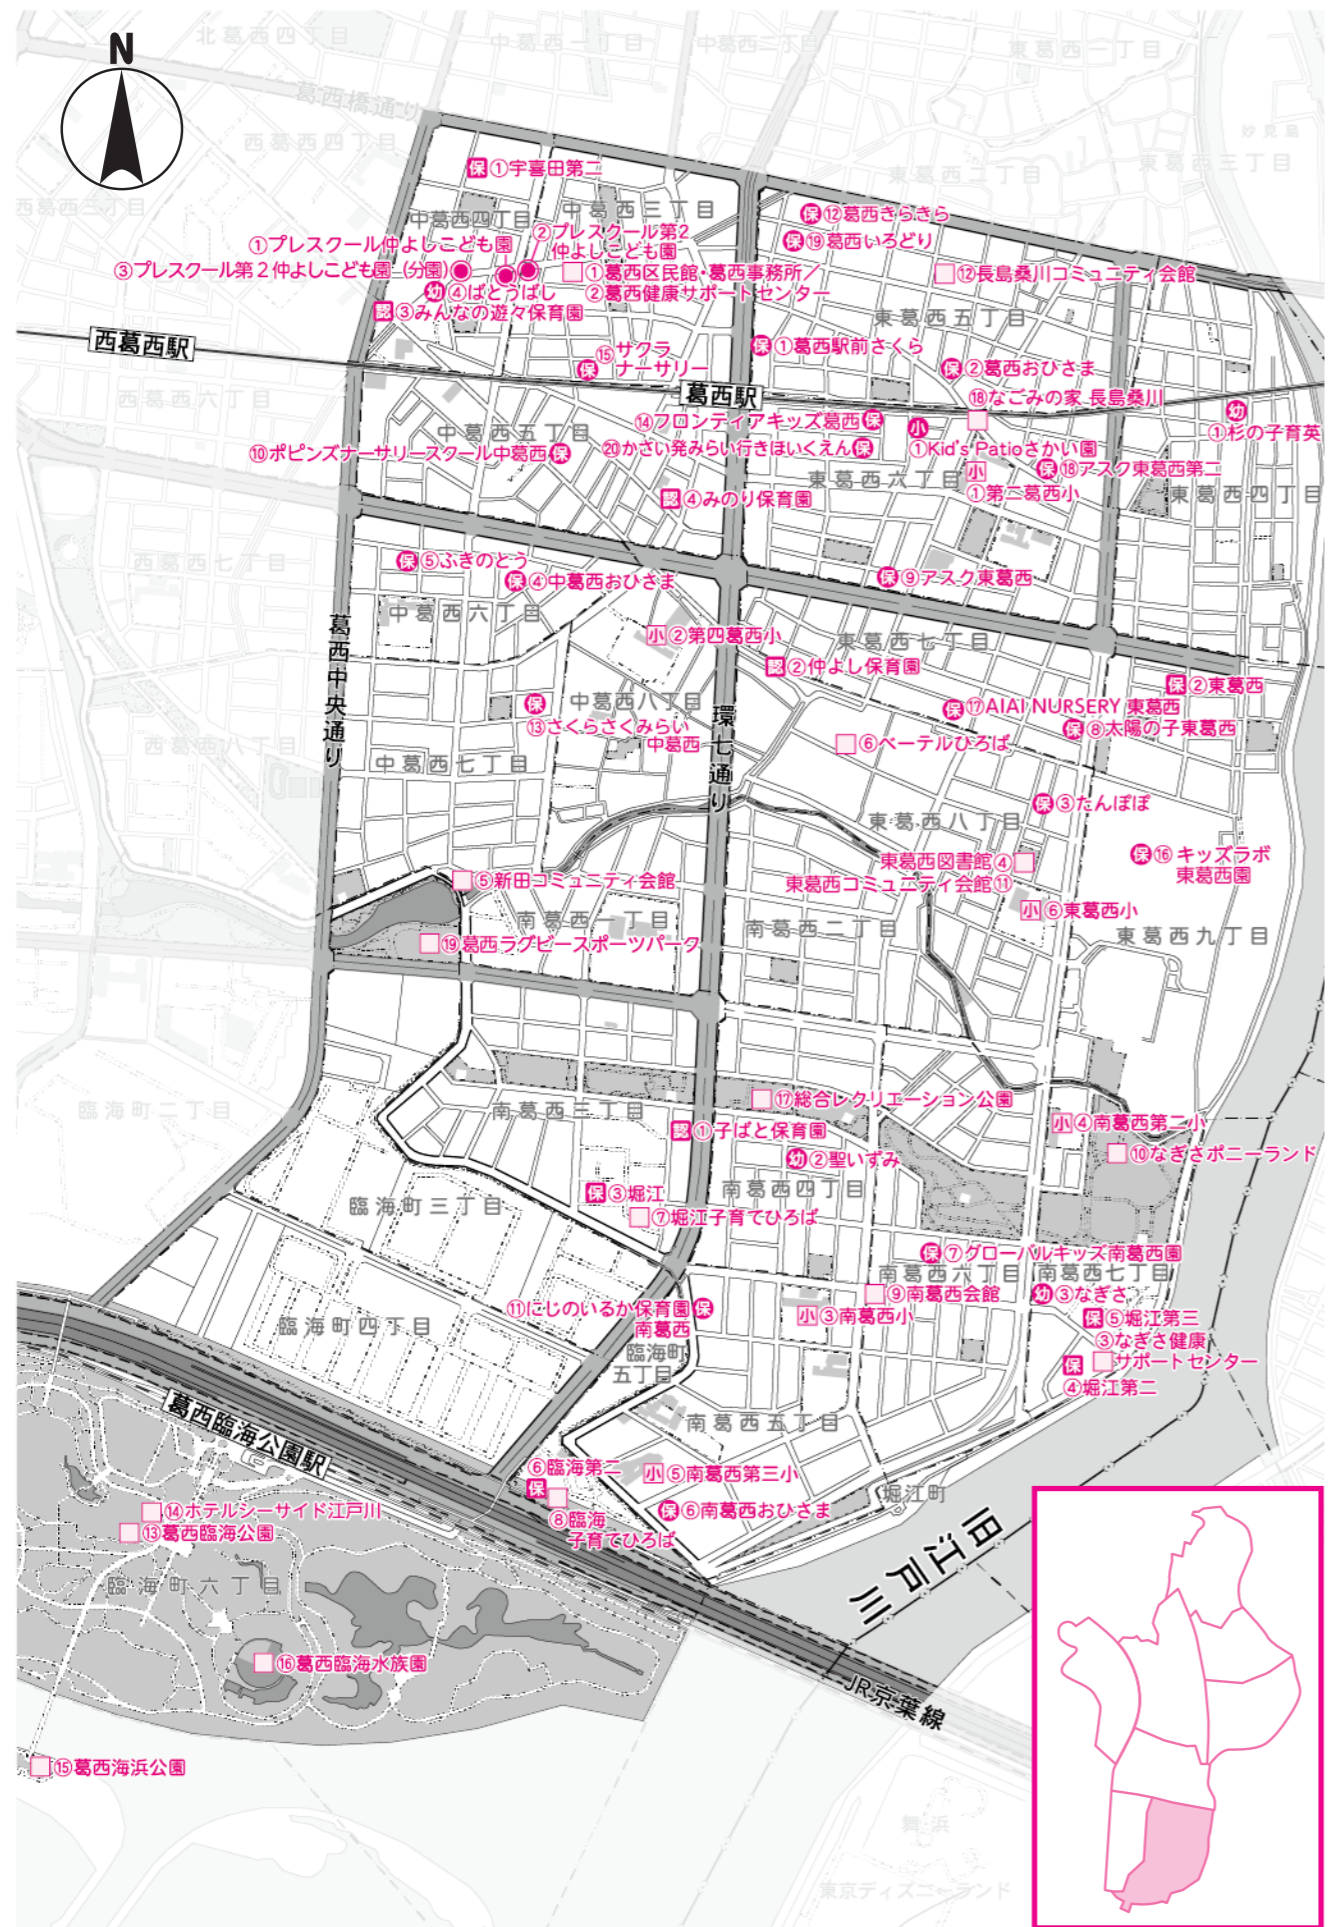 N
北葛西四丁目
中葛西一丁目
中葛西二丁目
東葛西一丁目
葛西橋通り
西葛西四丁目
妙見島
東葛西二丁目
東葛西三丁目
西葛西三丁目
保①宇喜田第二
中葛西四丁目
中葛西三丁目
保⑫葛西きらきら
保⑲葛西いろどり
①プレスクール仲よしこども園
②プレスクール第2
仲よしこども園
③プレスクール第2仲よしこども園(分園)
①葛西区民館・葛西事務所/
②葛西健康サポートセンター
⑫長島桑川コミュニティ会館
幼④ばとうばし
認③みんなの遊々保育園
東葛西五丁目
西葛西駅
⑮サクラ
保ナーサリー
保①葛西駅前さくら
保②葛西おひさま
葛西駅
⑱なごみの家 長島桑川
西葛西六丁目
⑭フロンティアキッズ葛西保
小
①Kid's Patioさかい園
幼
①杉の子育英
中葛西五丁目
⑩ポピンズナーサリースクール中葛西保
⑳かさい発みらい行きほいくえん保
保⑱アスク東葛西第二
東葛西六丁目
小
①第二葛西小
東葛西四丁目
認④みのり保育園
西葛西七丁目
保⑤ふきのとう
保④中葛西おひさま
保⑨アスク東葛西
中葛西六丁目
葛西中央通り
小②第四葛西小
東葛西七丁目
認②仲よし保育園
保②東葛西
保
⑬さくらさくみらい
中葛西
中葛西八丁目
環七通り
保⑰AIAI NURSERY 東葛西
保⑧太陽の子東葛西
⑥ベーテルひろば
西葛西八丁目
中葛西七丁目
保③たんぽぽ
東葛西八丁目
保⑯キッズラボ
東葛西園
東葛西図書館④
東葛西コミュニティ会館⑪
⑤新田コミュニティ会館
小⑥東葛西小
南葛西一丁目
南葛西二丁目
東葛西九丁目
⑲葛西ラグビースポーツパーク
臨海町二丁目
南葛西三丁目
⑰総合レクリエーション公園
認①子ばと保育園
小④南葛西第二小
幼②聖いずみ
⑩なぎさポニーランド
保③堀江
南葛西四丁目
臨海町三丁目
⑦堀江子育てひろば
保⑦グローバルキッズ南葛西園
南葛西六丁目
南葛西七丁目
⑨南葛西会館
幼③なぎさ
⑪にじのいるか保育園保
南葛西
小③南葛西小
保⑤堀江第三
臨海町四丁目
③なぎさ健康
サポートセンター
臨海町
五丁目
保
④堀江第二
葛西臨海公園駅
南葛西五丁目
⑥臨海第二
保
小⑤南葛西第三小
⑧臨海
子育てひろば
保⑥南葛西おひさま
堀江町
旧江戸川
⑭ホテルシーサイド江戸川
⑬葛西臨海公園
臨海町六丁目
⑯葛西臨海水族園
JR京葉線
⑮葛西海浜公園
舞浜
東京ディズニーランド